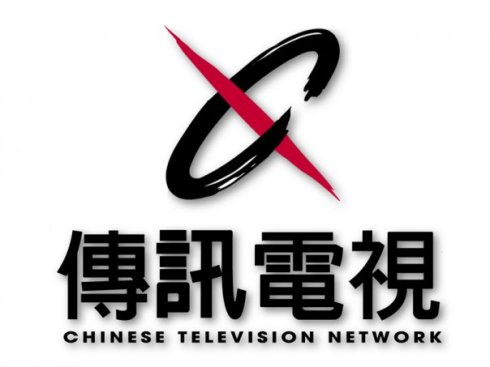 傳訊電視
CHINESE TELEVISION NETWORK